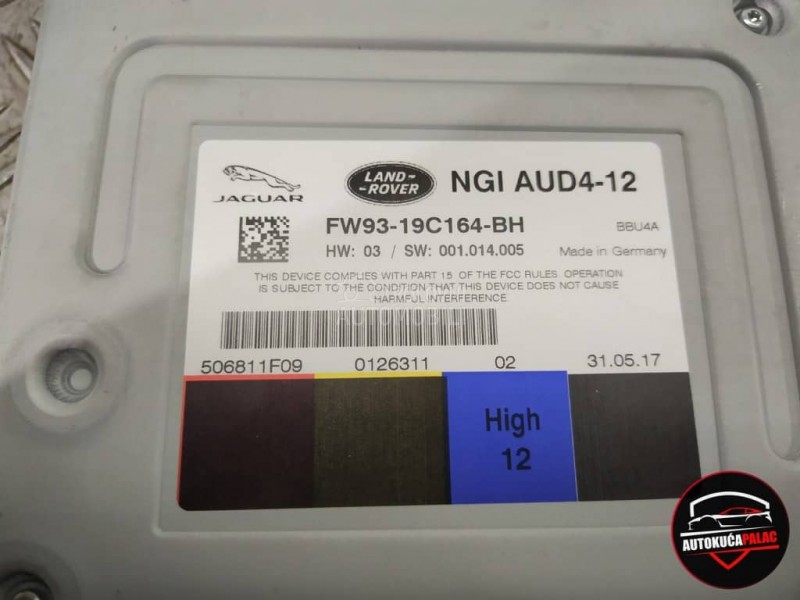 JAGUAR
LAND-
-ROVER
NGI AUD4-12
FW93-19C164-BH
BBU4A
HW: 03 / SW: 001.014.005
Made in Germany
THIS DEVICE COMPLIES WITH PART 15 OF THE FCC RULES. OPERATION
IS SUBJECT TO THE CONDITION THAT THIS DEVICE DOES NOT CAUSE
HARMFUL INTERFERENCE.
506811F09 0126311 02 31.05.17
High
12
AUTOKUĆAPALAC